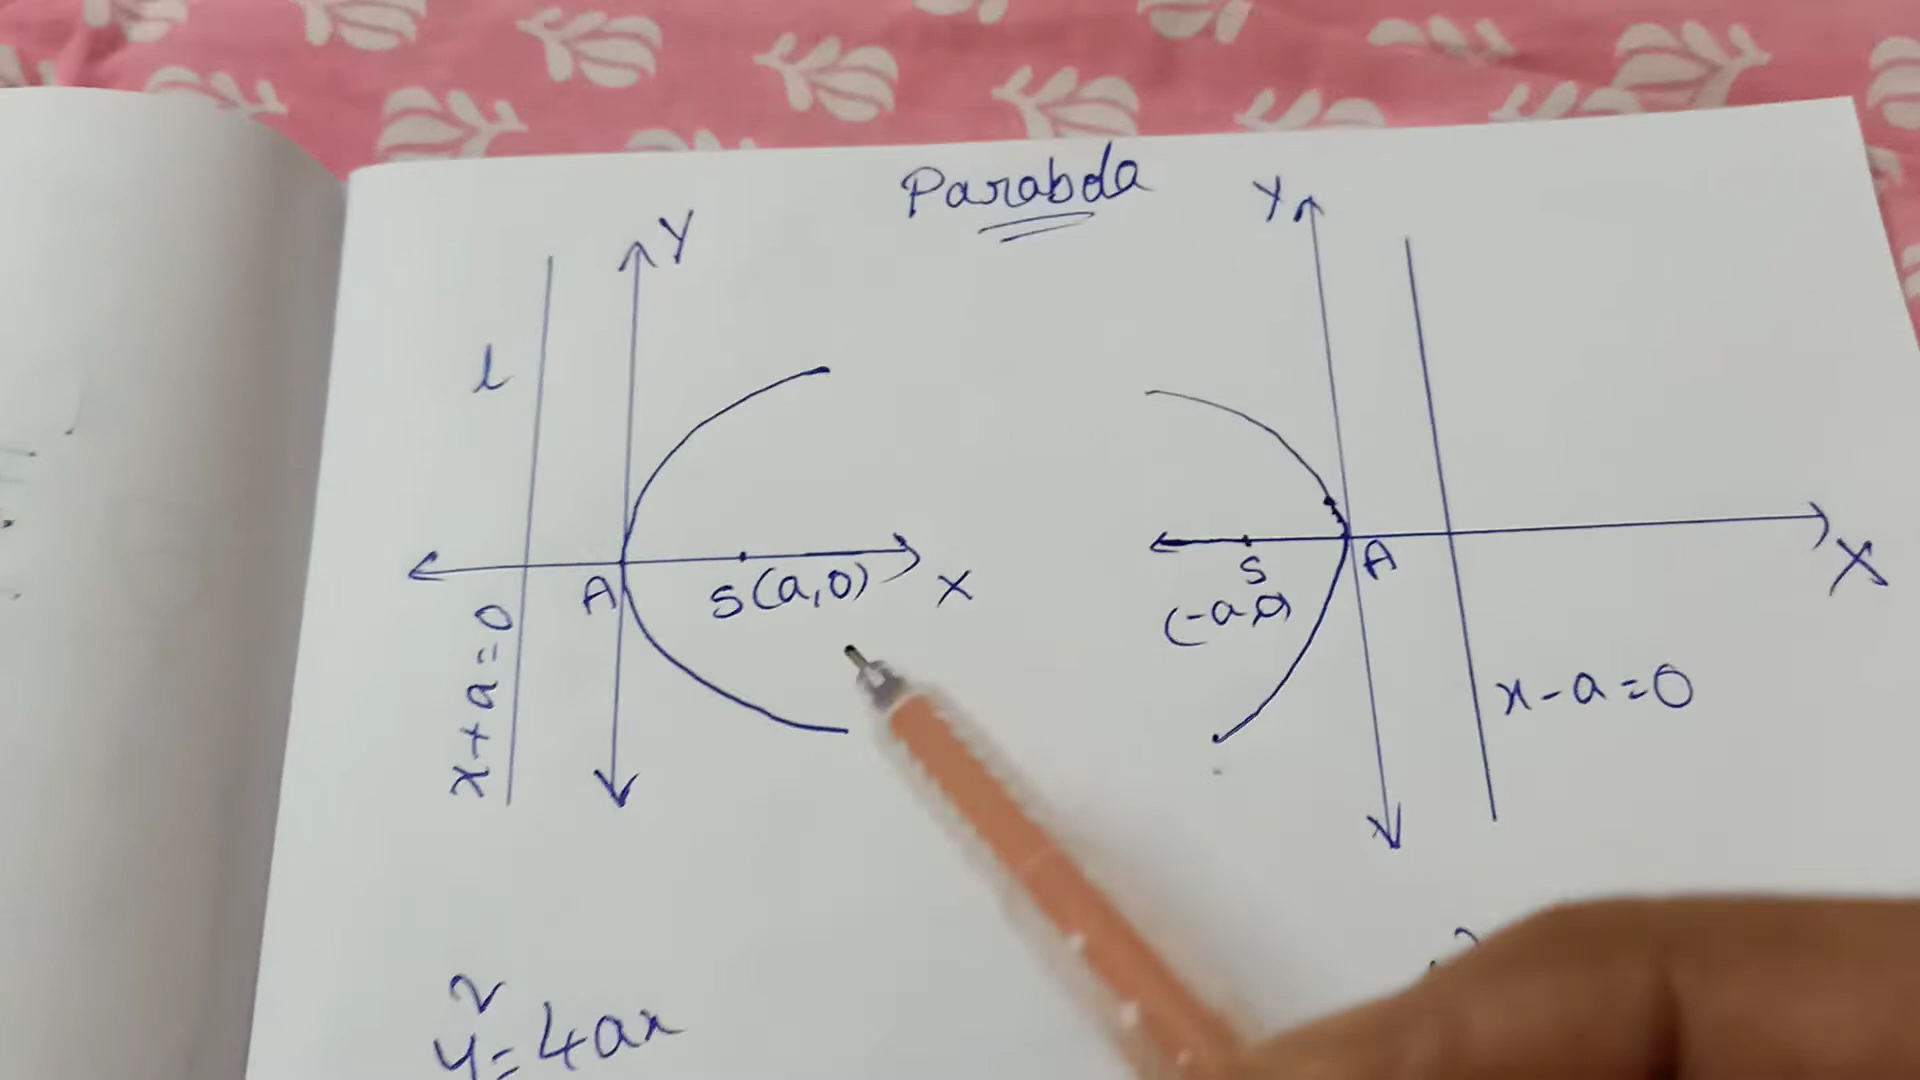 Parabola
Y
l
A
S(a,0)
X
x+a=0
y²=4ax
Y
S
(-a,0)
A
X
x-a=0